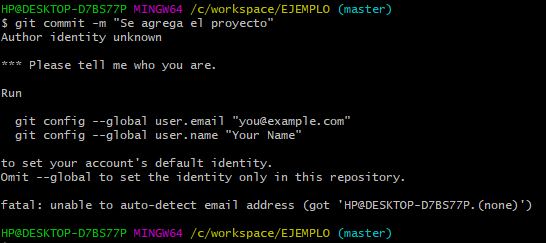 HP@DESKTOP-D7BS77P MINGW64 /c/workspace/EJEMPLO (master)
$ git commit -m "Se agrega el proyecto"
Author identity unknown
*** Please tell me who you are.
Run
git config --global user.email "you@example.com"
git config --global user.name "Your Name"
to set your account's default identity.
Omit --global to set the identity only in this repository.
fatal: unable to auto-detect email address (got 'HP@DESKTOP-D7BS77P.(none)')
HP@DESKTOP-D7BS77P MINGW64 /c/workspace/EJEMPLO (master)